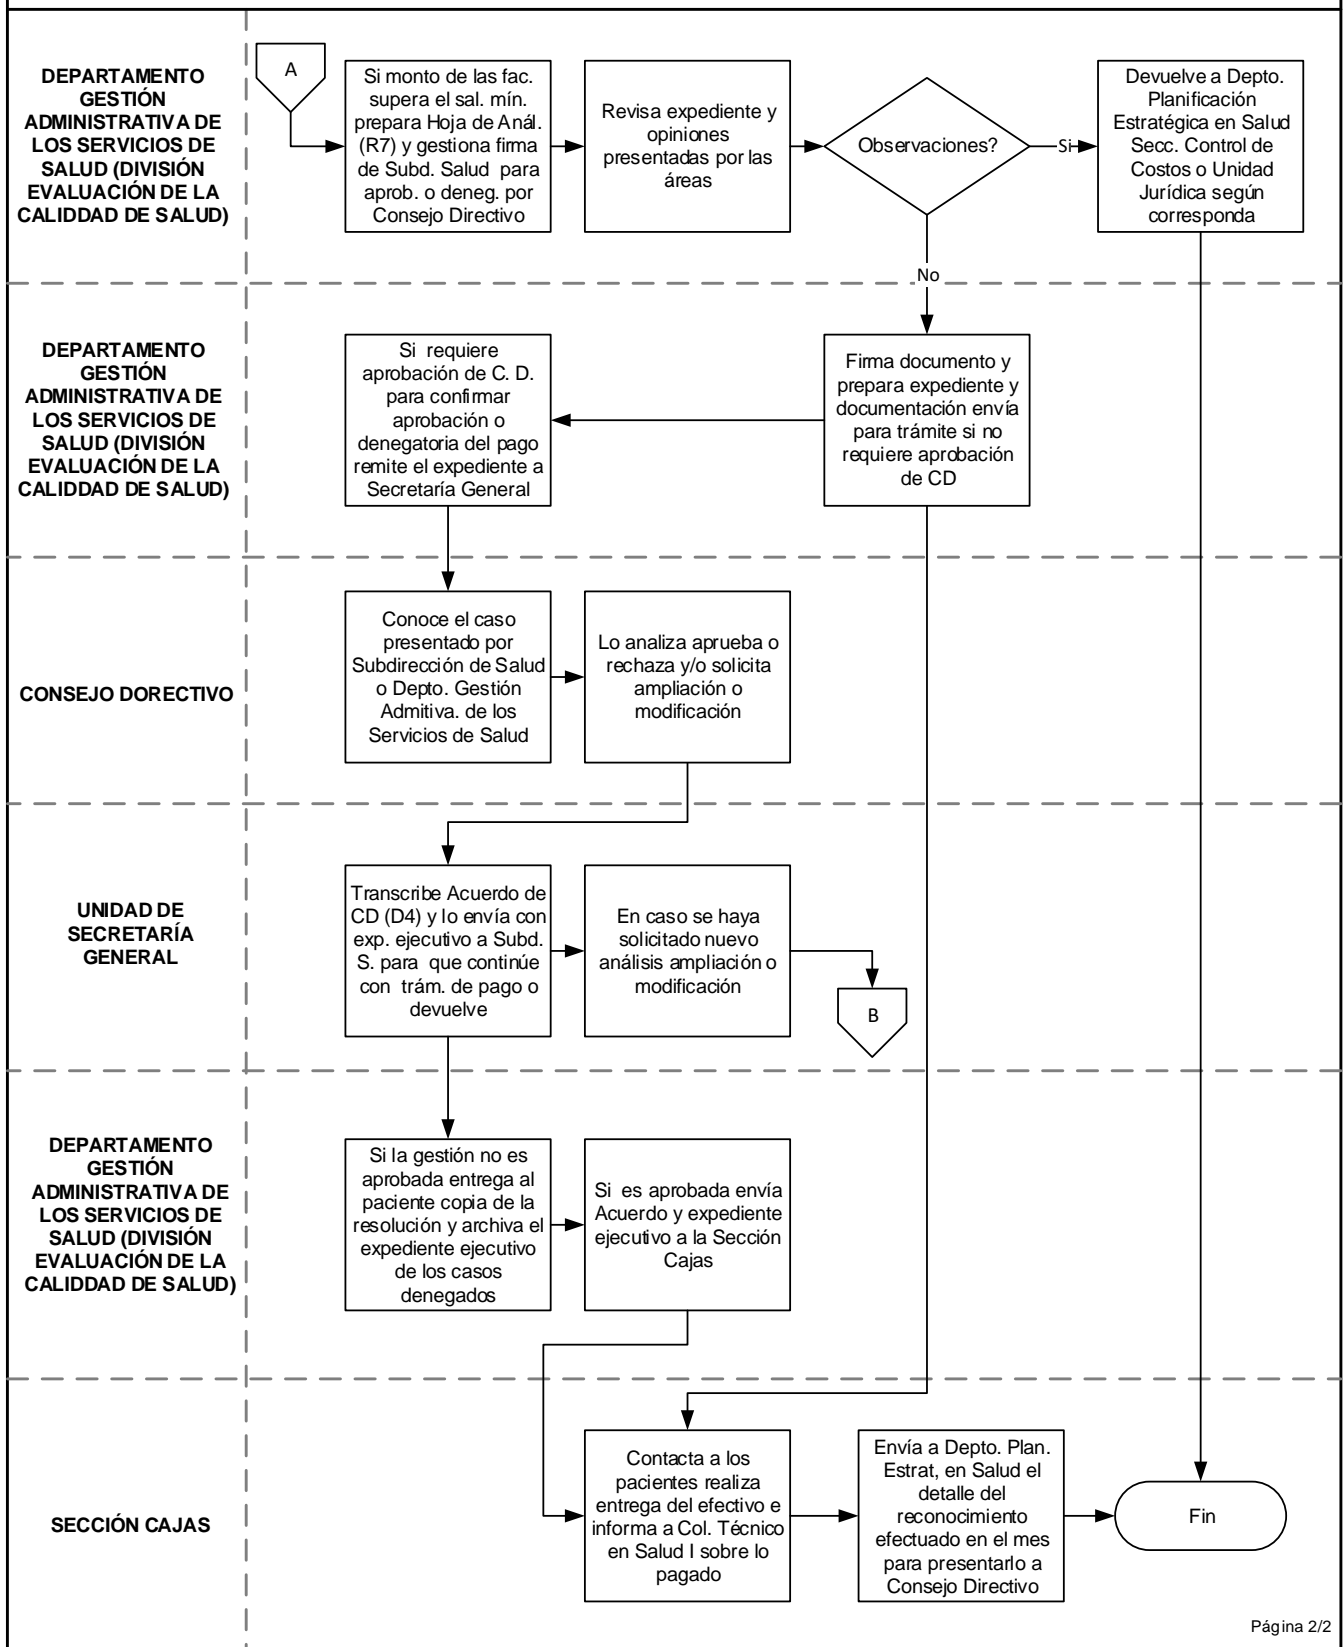 DEPARTAMENTO
GESTIÓN
ADMINISTRATIVA DE
LOS SERVICIOS DE
SALUD (DIVISIÓN
EVALUACIÓN DE LA
CALIDDAD DE SALUD)
A
Si monto de las fac.
supera el sal. mín.
prepara Hoja de Anál.
(R7) y gestiona firma
de Subd. Salud para
aprob. o deneg. por
Consejo Directivo
Revisa expediente y
opiniones
presentadas por las
áreas
Observaciones?
Si
Devuelve a Depto.
Planificación
Estratégica en Salud
Secc. Control de
Costos o Unidad
Jurídica según
corresponda
No
DEPARTAMENTO
GESTIÓN
ADMINISTRATIVA DE
LOS SERVICIOS DE
SALUD (DIVISIÓN
EVALUACIÓN DE LA
CALIDDAD DE SALUD)
Si requiere
aprobación de C. D.
para confirmar
aprobación o
denegatoria del pago
remite el expediente a
Secretaría General
Firma documento y
prepara expediente y
documentación envía
para trámite si no
requiere aprobación
de CD
CONSEJO DORECTIVO
Conoce el caso
presentado por
Subdirección de Salud
o Depto. Gestión
Admitiva. de los
Servicios de Salud
Lo analiza aprueba o
rechaza y/o solicita
ampliación o
modificación
UNIDAD DE
SECRETARÍA
GENERAL
Transcribe Acuerdo de
CD (D4) y lo envía con
exp. ejecutivo a Subd.
S. para que continúe
con trám. de pago o
devuelve
En caso se haya
solicitado nuevo
análisis ampliación o
modificación
B
DEPARTAMENTO
GESTIÓN
ADMINISTRATIVA DE
LOS SERVICIOS DE
SALUD (DIVISIÓN
EVALUACIÓN DE LA
CALIDDAD DE SALUD)
Si la gestión no es
aprobada entrega al
paciente copia de la
resolución y archiva el
expediente ejecutivo
de los casos
denegados
Si es aprobada envía
Acuerdo y expediente
ejecutivo a la Sección
Cajas
SECCIÓN CAJAS
Contacta a los
pacientes realiza
entrega del efectivo e
informa a Col. Técnico
en Salud I sobre lo
pagado
Envía a Depto. Plan.
Estrat, en Salud el
detalle del
reconocimiento
efectuado en el mes
para presentarlo a
Consejo Directivo
Fin
Página 2/2